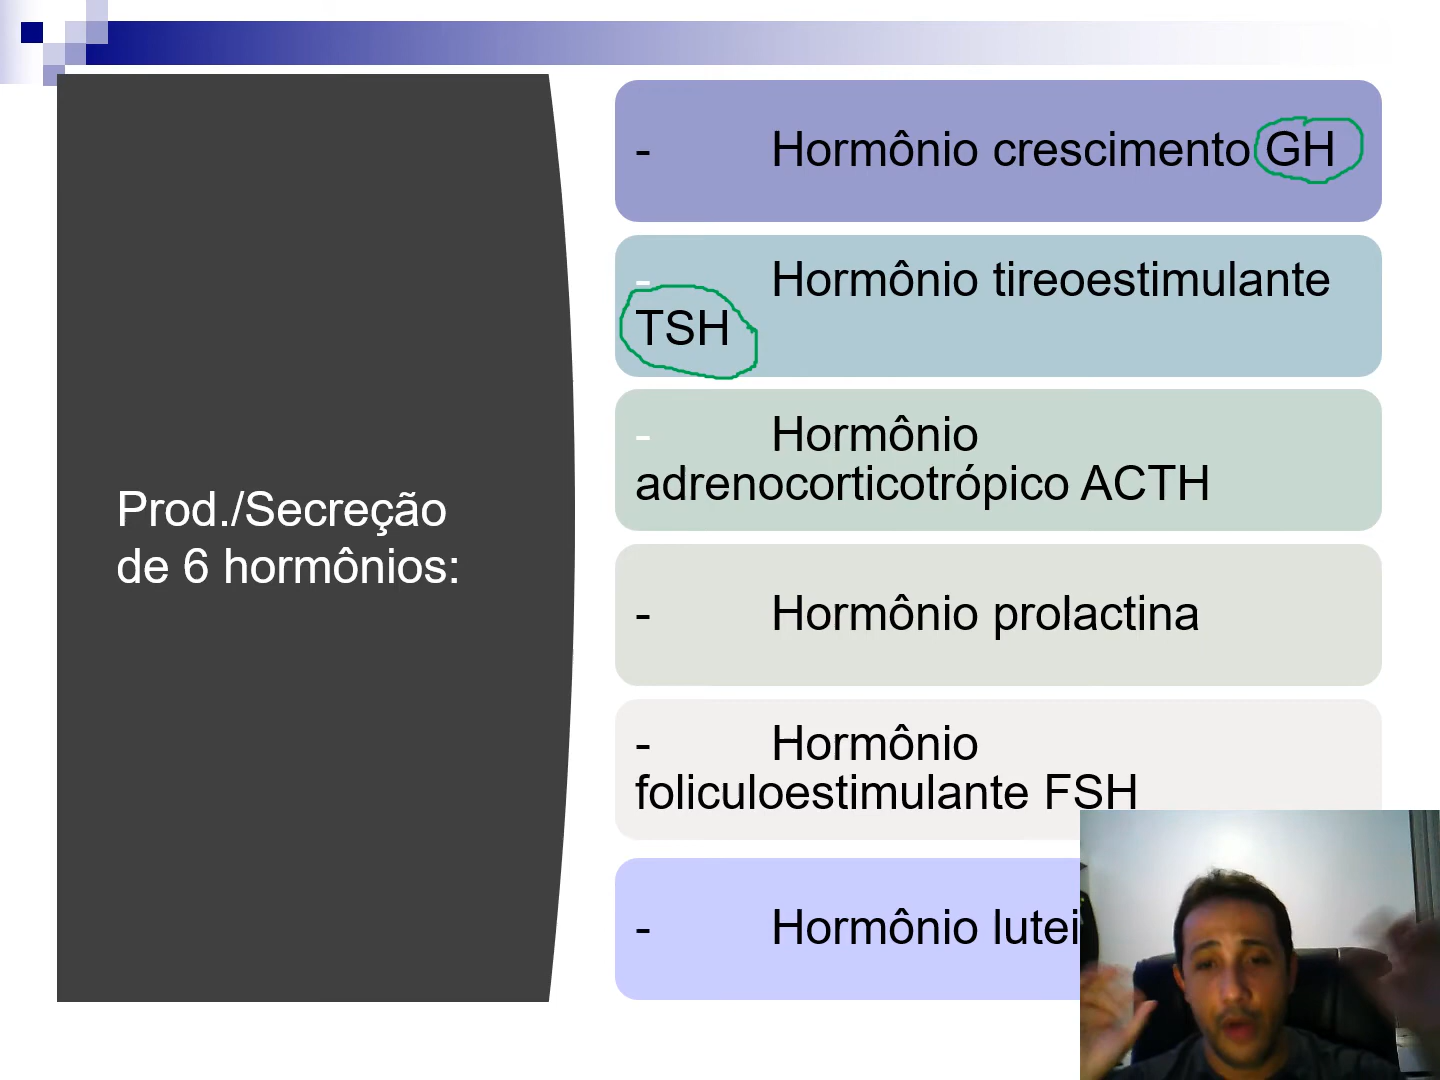 Prod./Secreção
de 6 hormônios:
- Hormônio crescimento GH
- Hormônio tireoestimulante
TSH
- Hormônio
adrenocorticotrópico ACTH
- Hormônio prolactina
- Hormônio
foliculoestimulante FSH
- Hormônio